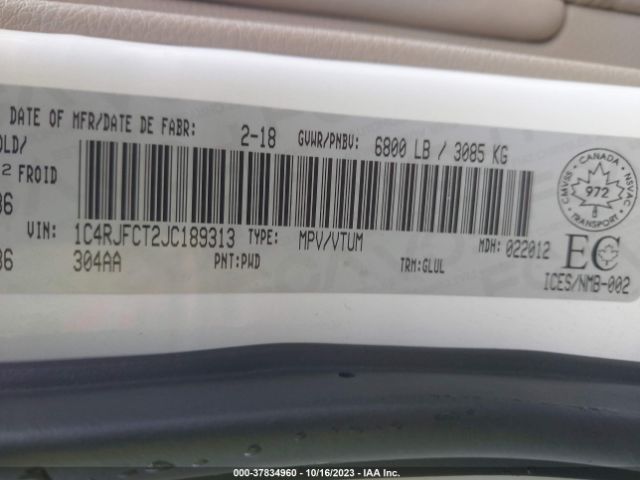 DATE OF MFR/DATE DE FABR: 2-18 GVWR/PNBV: 6800 LB / 3085 KG
OLD/
2 FROID
36
VIN: 1C4RJFCT2JC189313 TYPE: MPV/VTUM MDH: 022012
36 304AA PNT:PWD TRM:GLUL
CMVSS - CANADA - NSVAC
972
EC
ICES/NMB-002
000-37834960 - 10/16/2023 - IAA Inc.